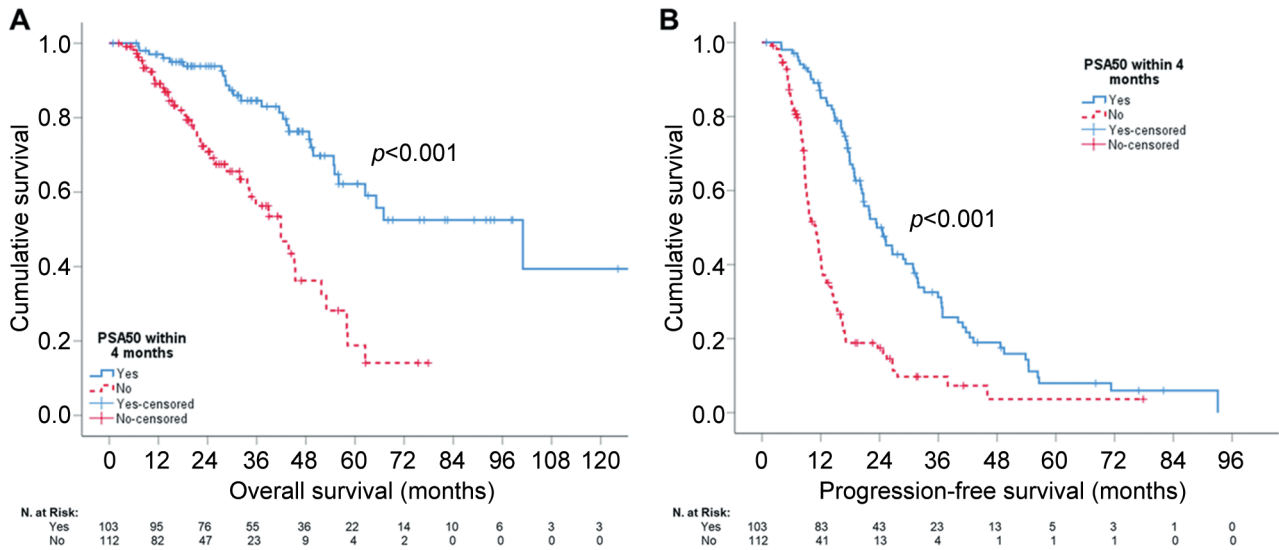 A
1.0
0.8
0.6
0.4
0.2
0.0
Cumulative survival
p<0.001
PSA50 within
4 months
Yes
No
Yes-censored
No-censored
0 12 24 36 48 60 72 84 96 108 120
Overall survival (months)
N. at Risk:
Yes 103 95 76 55 36 22 14 10 6 3 3
No 112 82 47 23 9 4 2 0 0 0 0
B
1.0
0.8
0.6
0.4
0.2
0.0
Cumulative survival
PSA50 within 4
months
Yes
No
Yes-censored
No-censored
p<0.001
0 12 24 36 48 60 72 84 96
Progression-free survival (months)
N. at Risk:
Yes 103 83 43 23 13 5 3 1 0
No 112 41 13 4 1 1 1 0 0